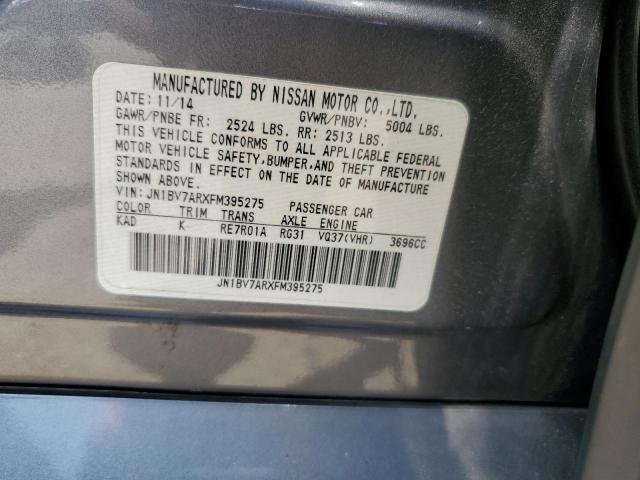 MANUFACTURED BY NISSAN MOTOR CO.,LTD.
DATE: 11/14 GVWR/PNBV: 5004 LBS.
GAWR/PNBE FR: 2524 LBS. RR: 2513 LBS.
THIS VEHICLE CONFORMS TO ALL APPLICABLE FEDERAL
MOTOR VEHICLE SAFETY,BUMPER,AND THEFT PREVENTION
STANDARDS IN EFFECT ON THE DATE OF MANUFACTURE
SHOWN ABOVE.
VIN: JN1BV7ARXFM395275 PASSENGER CAR
COLOR TRIM TRANS AXLE ENGINE
KAD K RE7R01A RG31 VQ37(VHR) 3696CC
JN1BV7ARXFM395275